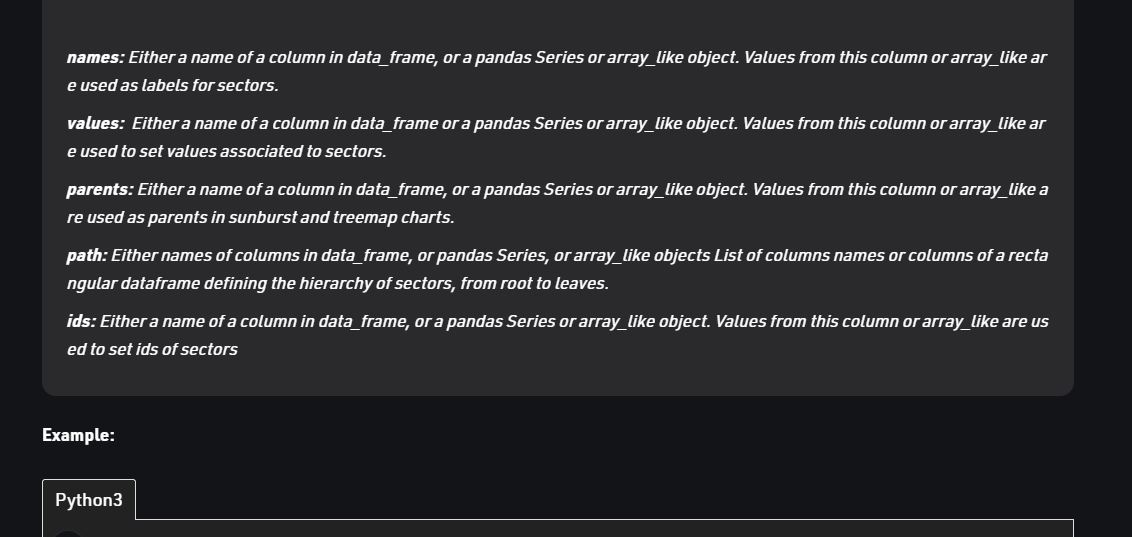 names: Either a name of a column in data_frame, or a pandas Series or array_like object. Values from this column or array_like ar
e used as labels for sectors.
values:  Either a name of a column in data_frame or a pandas Series or array_like object. Values from this column or array_like ar
e used to set values associated to sectors.
parents: Either a name of a column in data_frame, or a pandas Series or array_like object. Values from this column or array_like a
re used as parents in sunburst and treemap charts.
path: Either names of columns in data_frame, or pandas Series, or array_like objects List of columns names or columns of a recta
ngular dataframe defining the hierarchy of sectors, from root to leaves.
ids: Either a name of a column in data_frame, or a pandas Series or array_like object. Values from this column or array_like are us
ed to set ids of sectors
Example:
Python3